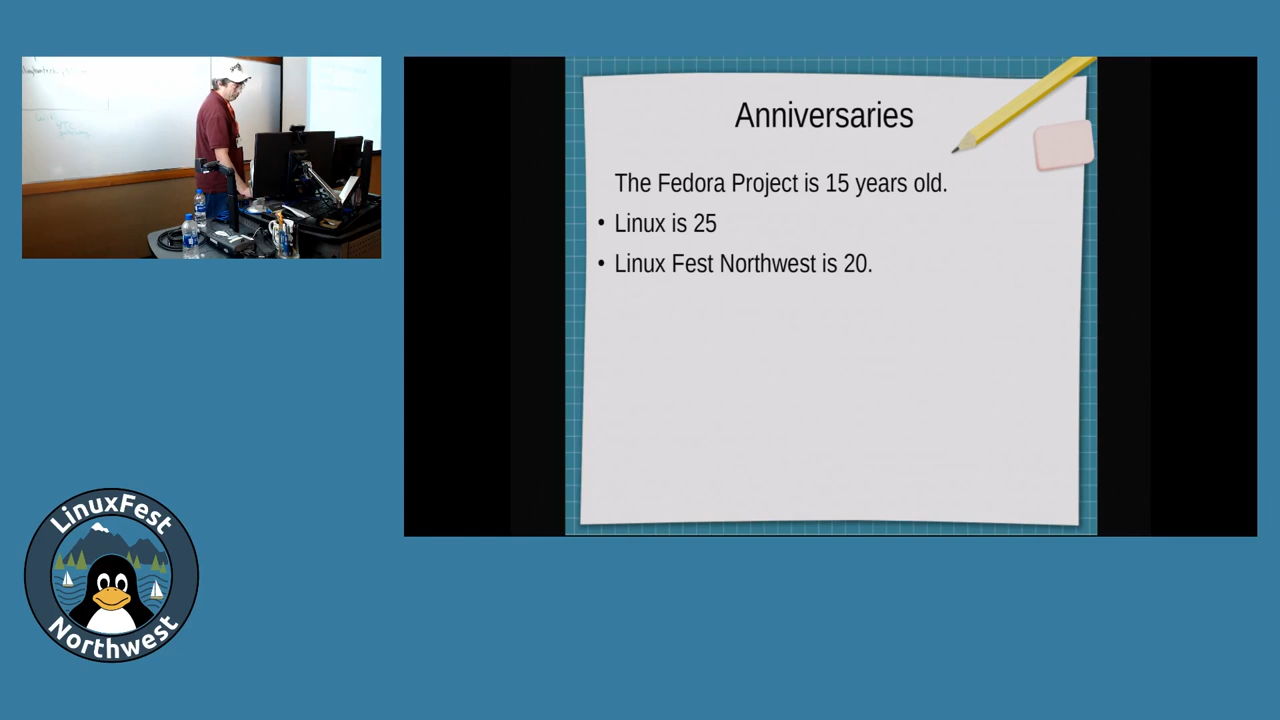 Anniversaries
The Fedora Project is 15 years old.
• Linux is 25
• Linux Fest Northwest is 20.
LinuxFest
Northwest